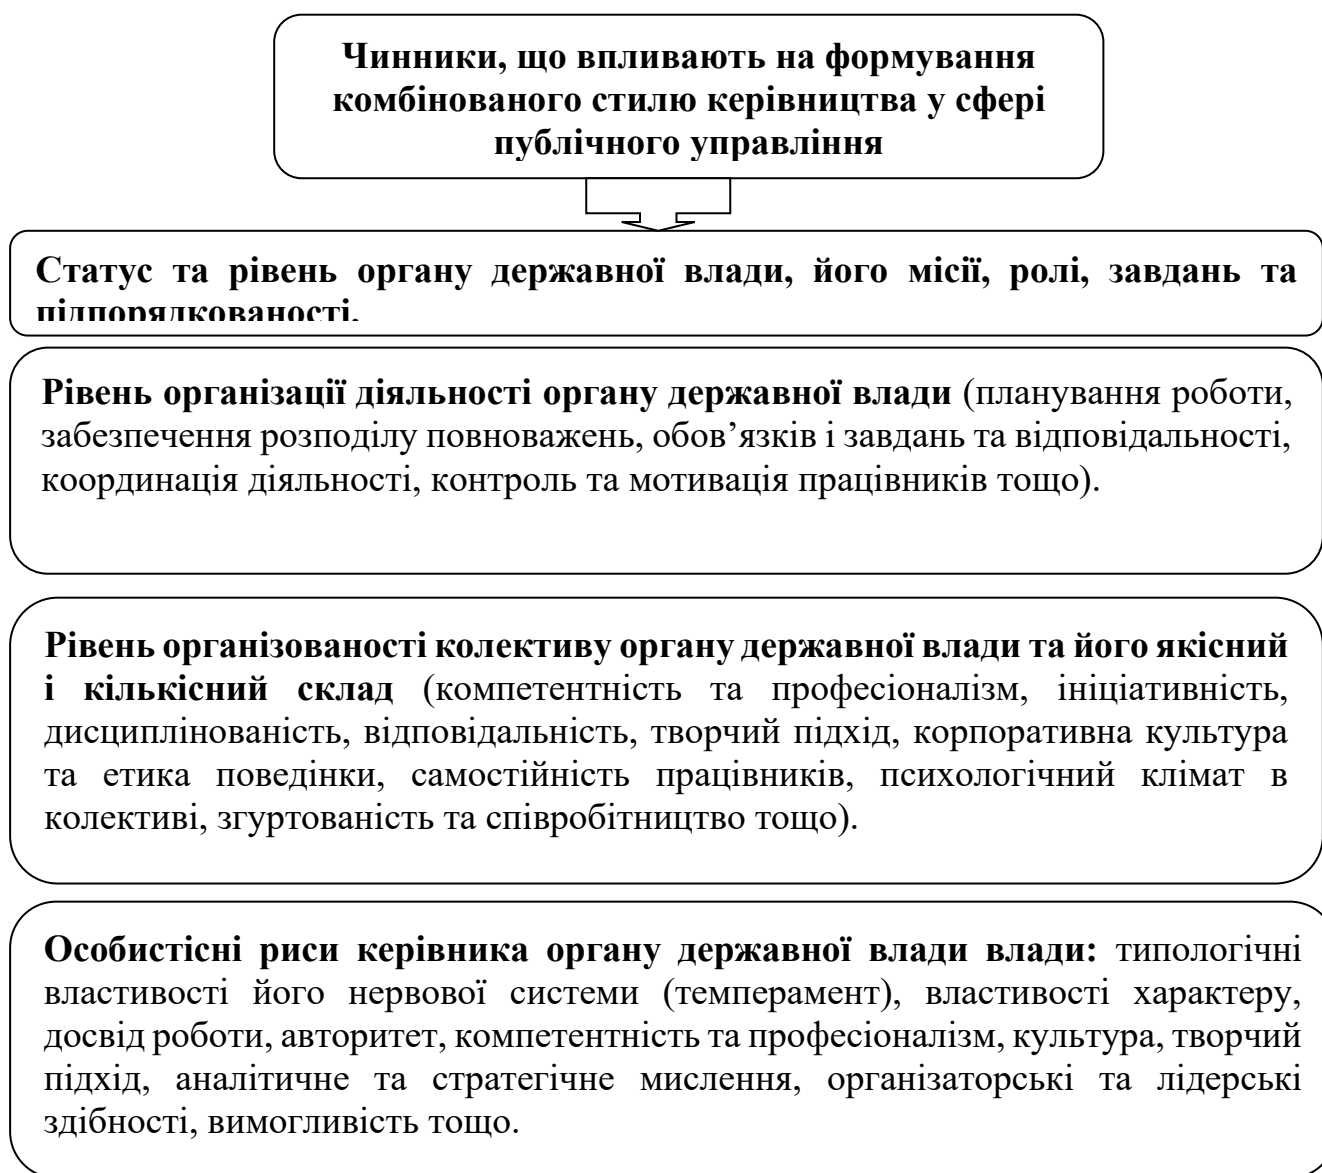 Чинники, що впливають на формування
комбінованого стилю керівництва у сфері
публічного управління
Статус та рівень органу державної влади, його місії, ролі, завдань та
підпорядкованості.
Рівень організації діяльності органу державної влади (планування роботи,
забезпечення розподілу повноважень, обов’язків і завдань та відповідальності,
координація діяльності, контроль та мотивація працівників тощо).
Рівень організованості колективу органу державної влади та його якісний
і кількісний склад (компетентність та професіоналізм, ініціативність,
дисциплінованість, відповідальність, творчий підхід, корпоративна культура
та етика поведінки, самостійність працівників, психологічний клімат в
колективі, згуртованість та співробітництво тощо).
Особистісні риси керівника органу державної влади влади: типологічні
властивості його нервової системи (темперамент), властивості характеру,
досвід роботи, авторитет, компетентність та професіоналізм, культура, творчий
підхід, аналітичне та стратегічне мислення, організаторські та лідерські
здібності, вимогливість тощо.